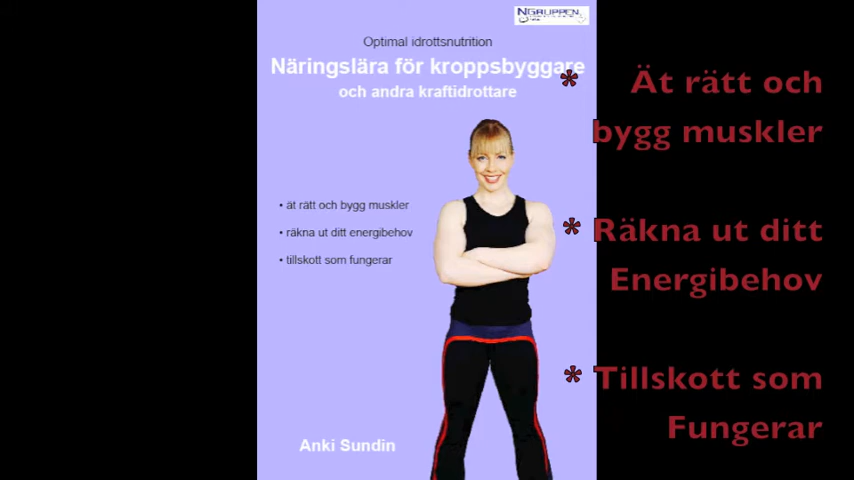 NGRUPPEN
Optimal idrottsnutrition
Näringslära för kroppsbyggare
och andra kraftidrottare
• ät rätt och bygg muskler
• räkna ut ditt energibehov
• tillskott som fungerar
Anki Sundin
* Ät rätt och
bygg muskler
* Räkna ut ditt
Energibehov
* Tillskott som
Fungerar